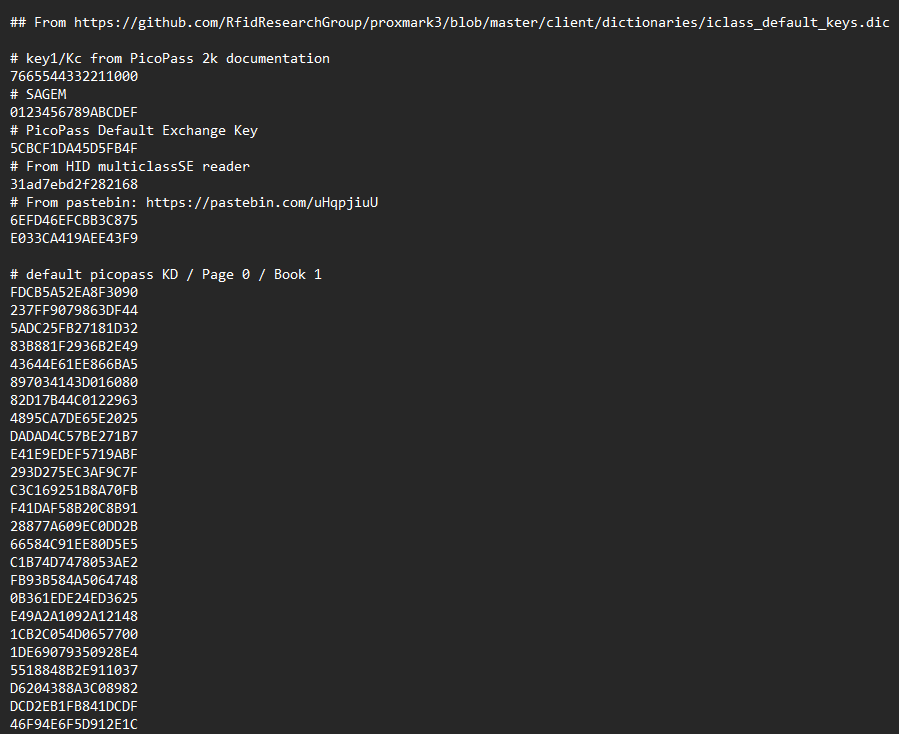 ## From https://github.com/RfidResearchGroup/proxmark3/blob/master/client/dictionaries/iclass_default_keys.dic
# key1/Kc from PicoPass 2k documentation
7665544332211000
# SAGEM
0123456789ABCDEF
# PicoPass Default Exchange Key
5CBCF1DA45D5FB4F
# From HID multiclassSE reader
31ad7ebd2f282168
# From pastebin: https://pastebin.com/uHqpjiuU
6EFD46EFCBB3C875
E033CA419AEE43F9
# default picopass KD / Page 0 / Book 1
FDCB5A52EA8F3090
237FF9079863DF44
5ADC25FB27181D32
83B881F2936B2E49
43644E61EE866BA5
897034143D016080
82D17B44C0122963
4895CA7DE65E2025
DADAD4C57BE271B7
E41E9EDEF5719ABF
293D275EC3AF9C7F
C3C169251B8A70FB
F41DAF58B20C8B91
28877A609EC0DD2B
66584C91EE80D5E5
C1B74D7478053AE2
FB93B584A5064748
0B361EDE24ED3625
E49A2A1092A12148
1CB2C054D0657700
1DE69079350928E4
5518848B2E911037
D6204388A3C08982
DCD2EB1FB841DCDF
46F94E6F5D912E1C